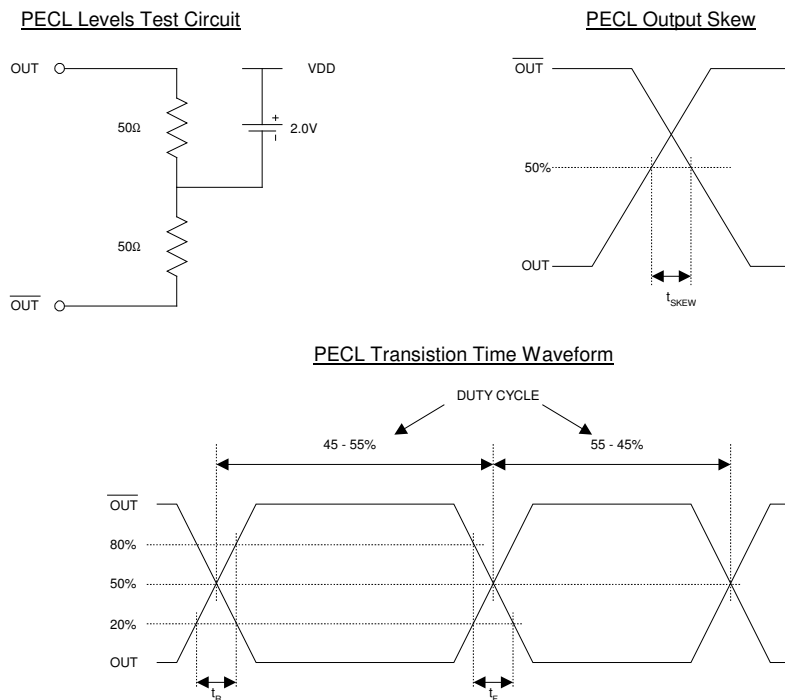 PECL Levels Test Circuit
OUT
VDD
50Ω
+
2.0V
-
50Ω
OUT
PECL Output Skew
OUT
50%
OUT
tSKEW
PECL Transistion Time Waveform
DUTY CYCLE
45 - 55%
55 - 45%
OUT
80%
50%
20%
OUT
tR
tF